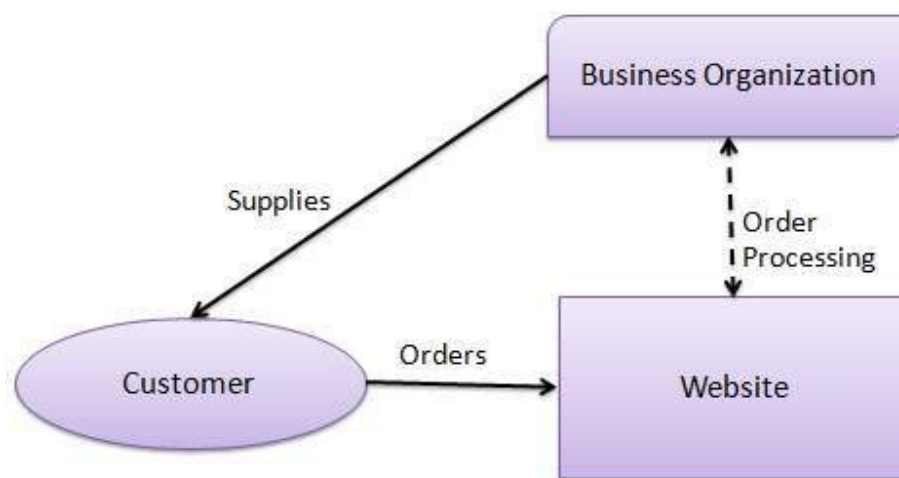 Business Organization
Supplies
Order
Processing
Orders
Customer
Website